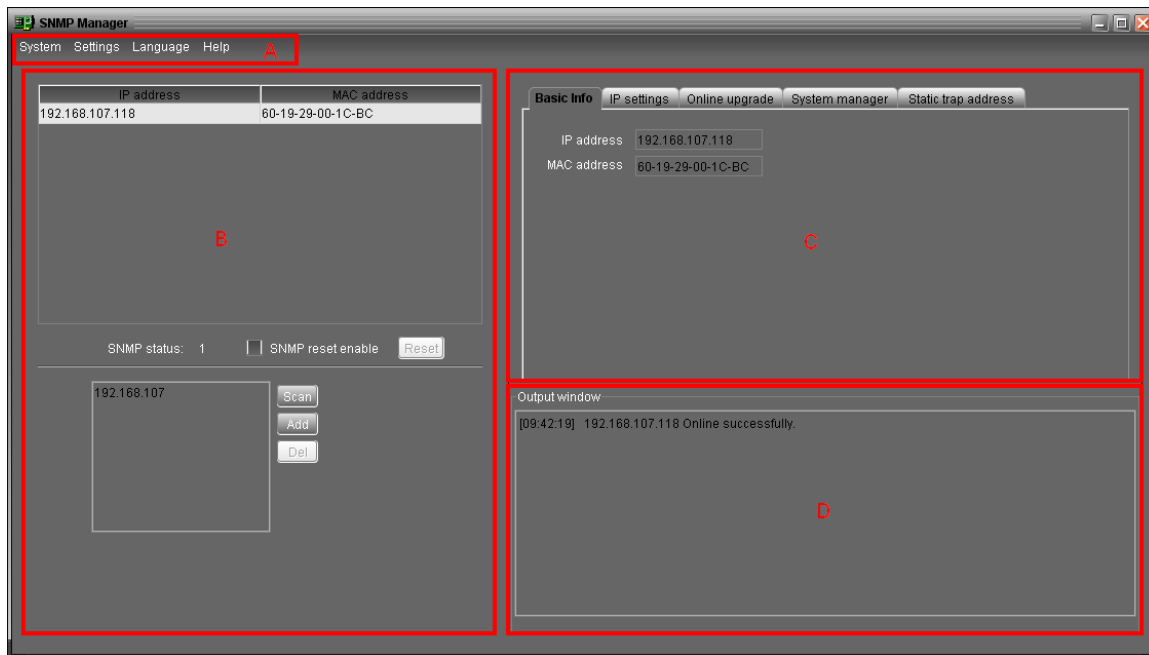 SNMP Manager
System Settings Language Help
A
IP address MAC address
192.168.107.118 60-19-29-00-1C-BC
B
SNMP status: 1 SNMP reset enable Reset
192.168.107
Scan
Add
Del
Basic Info IP settings Online upgrade System manager Static trap address
IP address 192.168.107.118
MAC address 60-19-29-00-1C-BC
C
Output window
[09:42:19] 192.168.107.118 Online successfully.
D